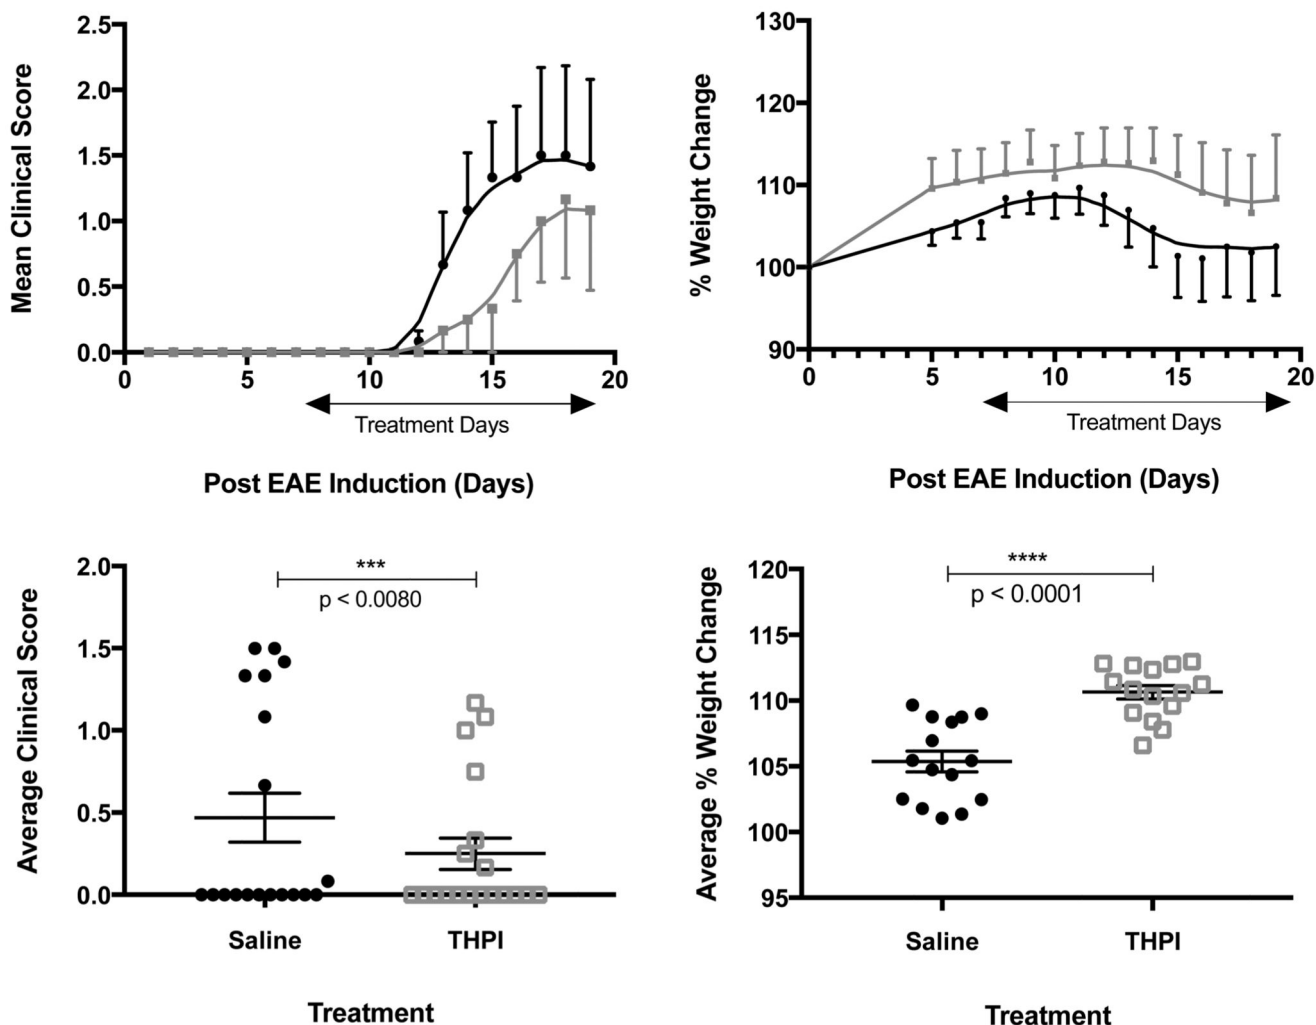 Mean Clinical Score
2.5
2.0
1.5
1.0
0.5
0.0
0 5 10 15 20
Treatment Days
Post EAE Induction (Days)
% Weight Change
130
120
110
100
90
0 5 10 15 20
Treatment Days
Post EAE Induction (Days)
Average Clinical Score
2.0
1.5
1.0
0.5
0.0
***
p < 0.0080
Saline THPI
Treatment
Average % Weight Change
120
115
110
105
100
95
****
p < 0.0001
Saline THPI
Treatment